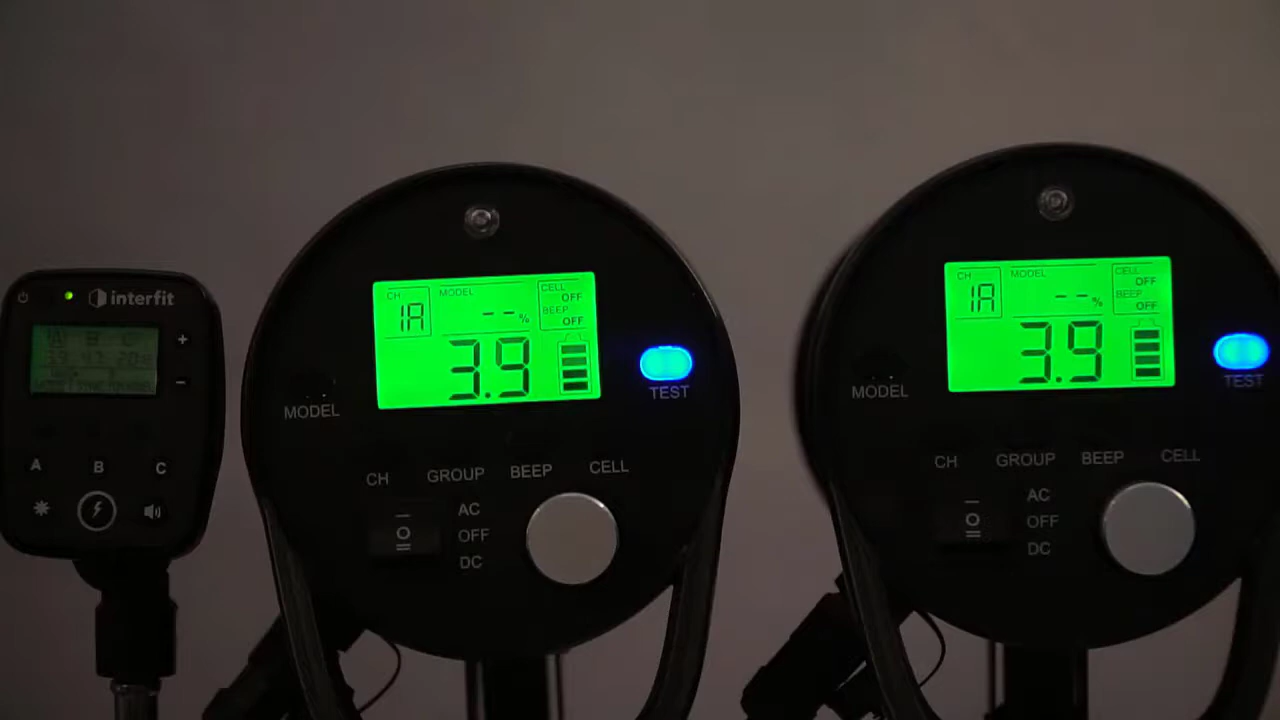 interfit
+
-
A B C
CH MODEL CELL
OFF
1A --% BEEP
OFF
3.9
TEST
MODEL
CH GROUP BEEP CELL
AC
OFF
DC
CH MODEL CELL
OFF
1A --% BEEP
OFF
3.9
TEST
MODEL
CH GROUP BEEP CELL
AC
OFF
DC